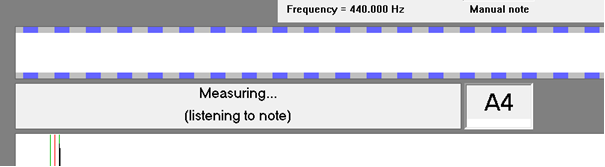 Frequency = 440.000 Hz Manual note
Measuring...
(listening to note)
A4